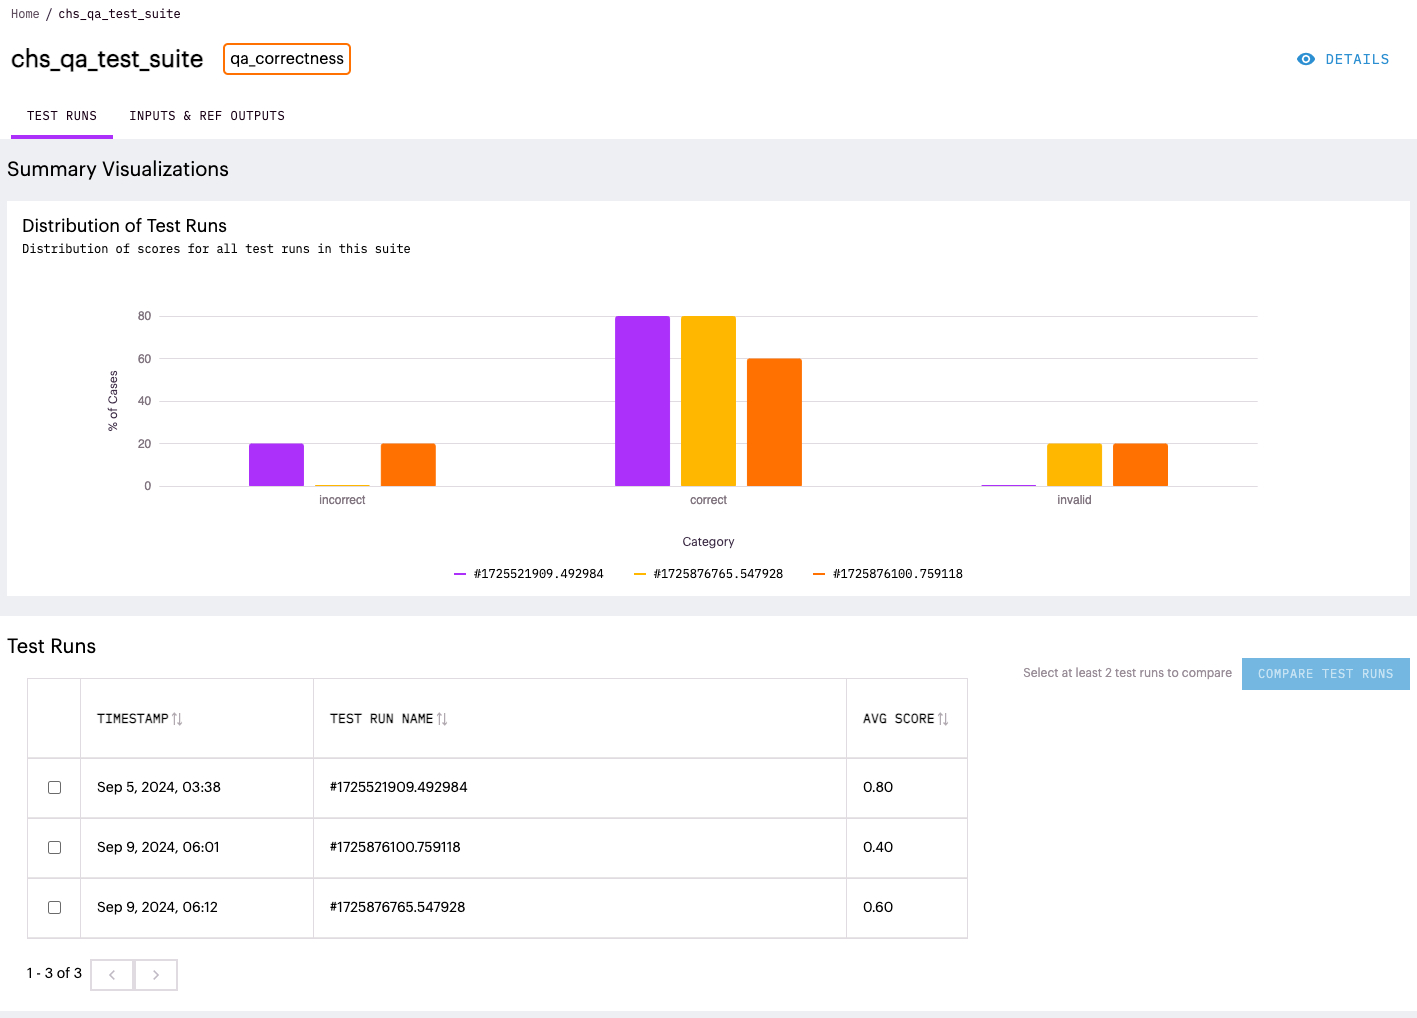 Home / chs_qa_test_suite
chs_qa_test_suite qa_correctness
DETAILS
TEST RUNS INPUTS & REF OUTPUTS
Summary Visualizations
Distribution of Test Runs
Distribution of scores for all test runs in this suite
80
60
40
20
0
% of Cases
incorrect correct invalid
Category
#1725521909.492984 #1725876765.547928 #1725876100.759118
Test Runs
Select at least 2 test runs to compare COMPARE TEST RUNS
TIMESTAMP TEST RUN NAME AVG SCORE
Sep 5, 2024, 03:38 #1725521909.492984 0.80
Sep 9, 2024, 06:01 #1725876100.759118 0.40
Sep 9, 2024, 06:12 #1725876765.547928 0.60
1 - 3 of 3